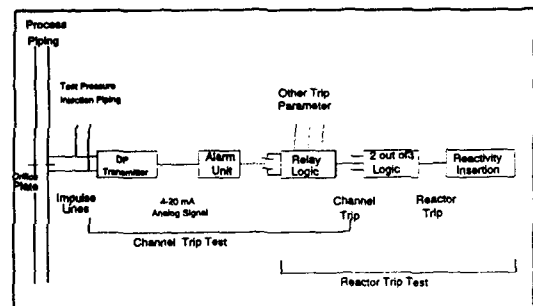 Process
Piping
Test Pressure
Insertion Piping
Other Trip
Parameter
DP
Transmitter
Alarm
Unit
Relay
Logic
2 out of 3
Logic
Reactivity
Insertion
Orifice
Plate
Impulse
Lines
4-20 mA
Analog Signal
Channel
Trip
Reactor
Trip
Channel Trip Test
Reactor Trip Test